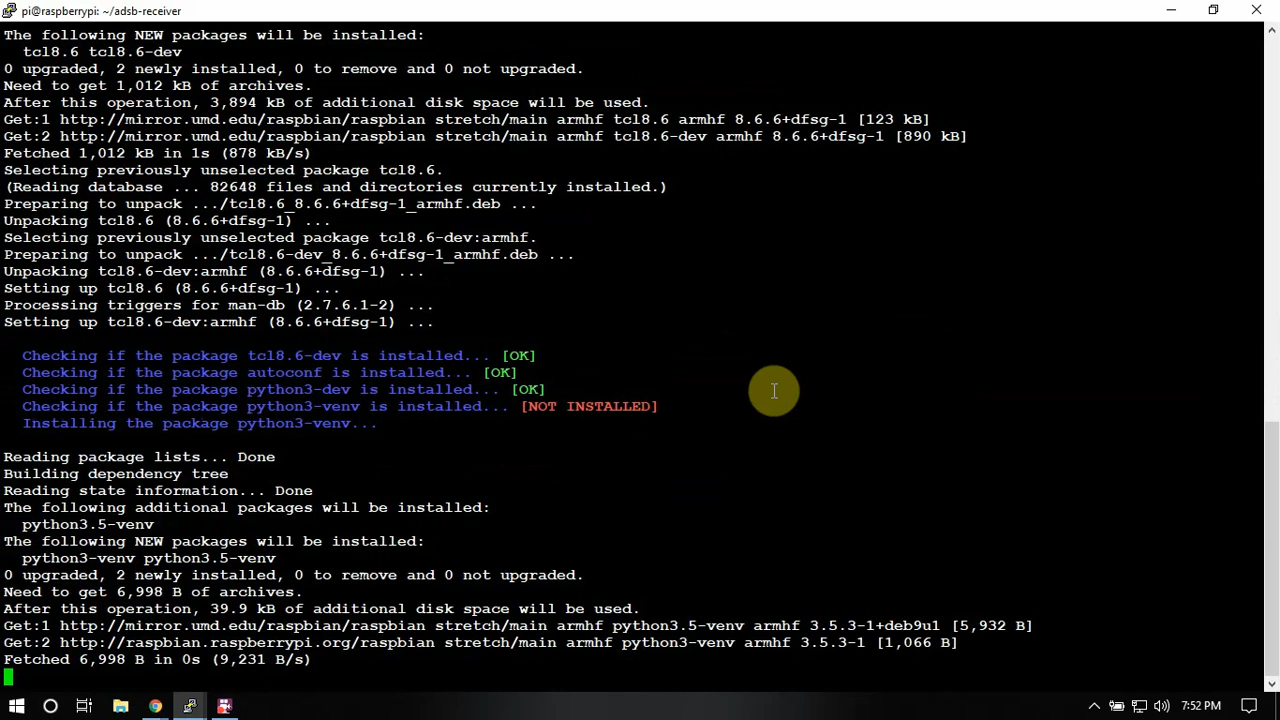 pi@raspberrypi: ~/adsb-receiver
The following NEW packages will be installed:
  tcl8.6 tcl8.6-dev
0 upgraded, 2 newly installed, 0 to remove and 0 not upgraded.
Need to get 1,012 kB of archives.
After this operation, 3,894 kB of additional disk space will be used.
Get:1 http://mirror.umd.edu/raspbian/raspbian stretch/main armhf tcl8.6 armhf 8.6.6+dfsg-1 [123 kB]
Get:2 http://mirror.umd.edu/raspbian/raspbian stretch/main armhf tcl8.6-dev armhf 8.6.6+dfsg-1 [890 kB]
Fetched 1,012 kB in 1s (878 kB/s)
Selecting previously unselected package tcl8.6.
(Reading database ... 82648 files and directories currently installed.)
Preparing to unpack .../tcl8.6_8.6.6+dfsg-1_armhf.deb ...
Unpacking tcl8.6 (8.6.6+dfsg-1) ...
Selecting previously unselected package tcl8.6-dev:armhf.
Preparing to unpack .../tcl8.6-dev_8.6.6+dfsg-1_armhf.deb ...
Unpacking tcl8.6-dev:armhf (8.6.6+dfsg-1) ...
Setting up tcl8.6 (8.6.6+dfsg-1) ...
Processing triggers for man-db (2.7.6.1-2) ...
Setting up tcl8.6-dev:armhf (8.6.6+dfsg-1) ...
  Checking if the package tcl8.6-dev is installed... [OK]
  Checking if the package autoconf is installed... [OK]
  Checking if the package python3-dev is installed... [OK]
  Checking if the package python3-venv is installed... [NOT INSTALLED]
  Installing the package python3-venv...
Reading package lists... Done
Building dependency tree
Reading state information... Done
The following additional packages will be installed:
  python3.5-venv
The following NEW packages will be installed:
  python3-venv python3.5-venv
0 upgraded, 2 newly installed, 0 to remove and 0 not upgraded.
Need to get 6,998 B of archives.
After this operation, 39.9 kB of additional disk space will be used.
Get:1 http://mirror.umd.edu/raspbian/raspbian stretch/main armhf python3.5-venv armhf 3.5.3-1+deb9u1 [5,932 B]
Get:2 http://raspbian.raspberrypi.org/raspbian stretch/main armhf python3-venv armhf 3.5.3-1 [1,066 B]
Fetched 6,998 B in 0s (9,231 B/s)
7:52 PM